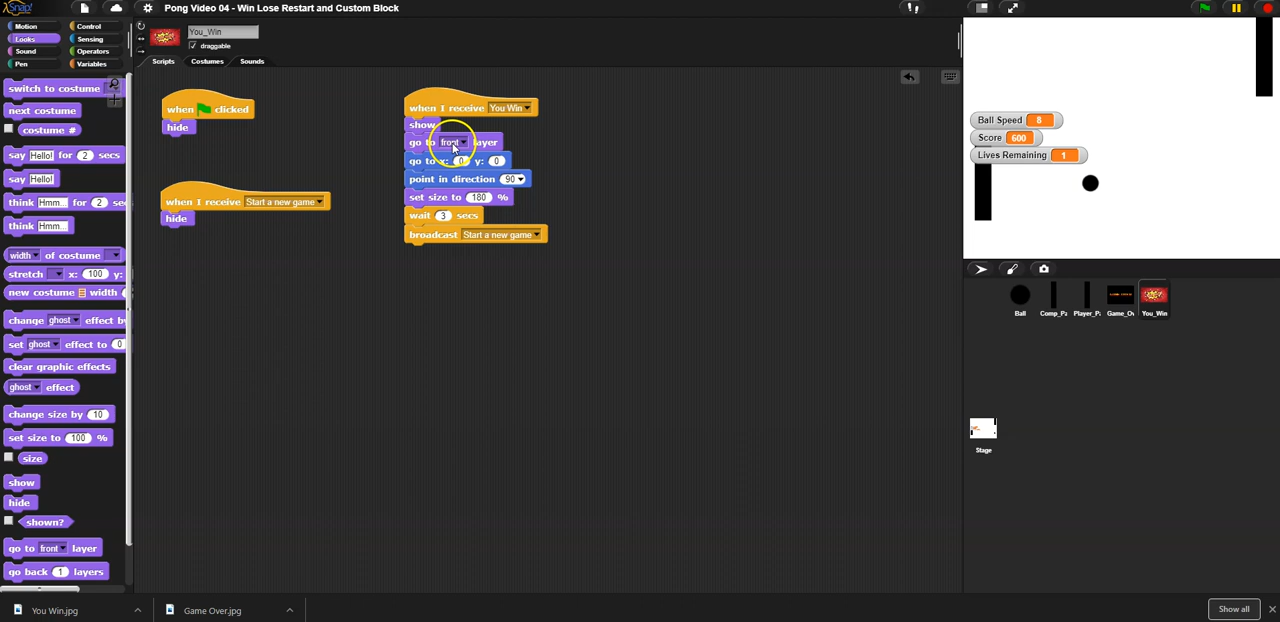 Snap!
Pong Video 04 - Win Lose Restart and Custom Block
Motion
Control
Looks
Sensing
Sound
Operators
Pen
Variables
You_Win
draggable
Scripts
Costumes
Sounds
switch to costume
next costume
costume #
say Hello! for 2 secs
say Hello!
think Hmm... for 2 sec
think Hmm...
width of costume
stretch x: 100 y:
new costume width
change ghost effect by
set ghost effect to 0
clear graphic effects
ghost effect
change size by 10
set size to 100 %
size
show
hide
shown?
go to front layer
go back 1 layers
when clicked
hide
when I receive Start a new game
hide
when I receive You Win
show
go to front layer
go to x: 0 y: 0
point in direction 90
set size to 180 %
wait 3 secs
broadcast Start a new game
Ball Speed 8
Score 600
Lives Remaining 1
Ball
Comp_Pa
Player_Pa
Game_Ov
You_Win
Stage
You Win.jpg
Game Over.jpg
Show all